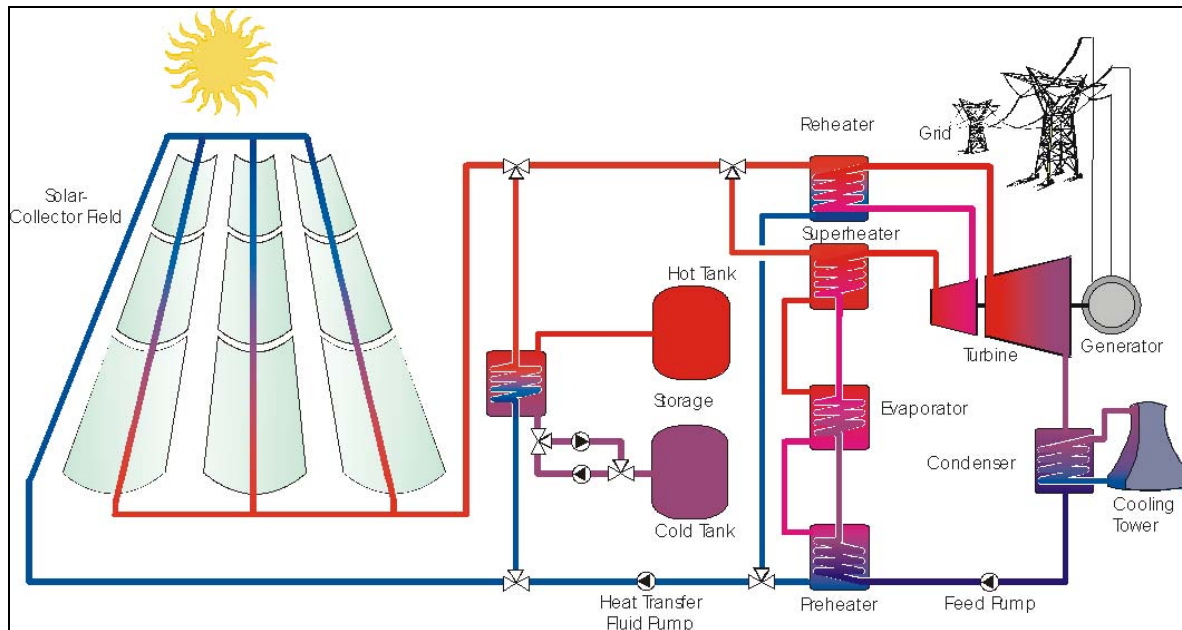 Reheater
Grid
Solar-
Collector Field
Superheater
Hot Tank
Turbine
Generator
Storage
Evaporator
Condenser
Cold Tank
Cooling
Tower
Heat Transfer
Fluid Pump
Preheater
Feed Pump